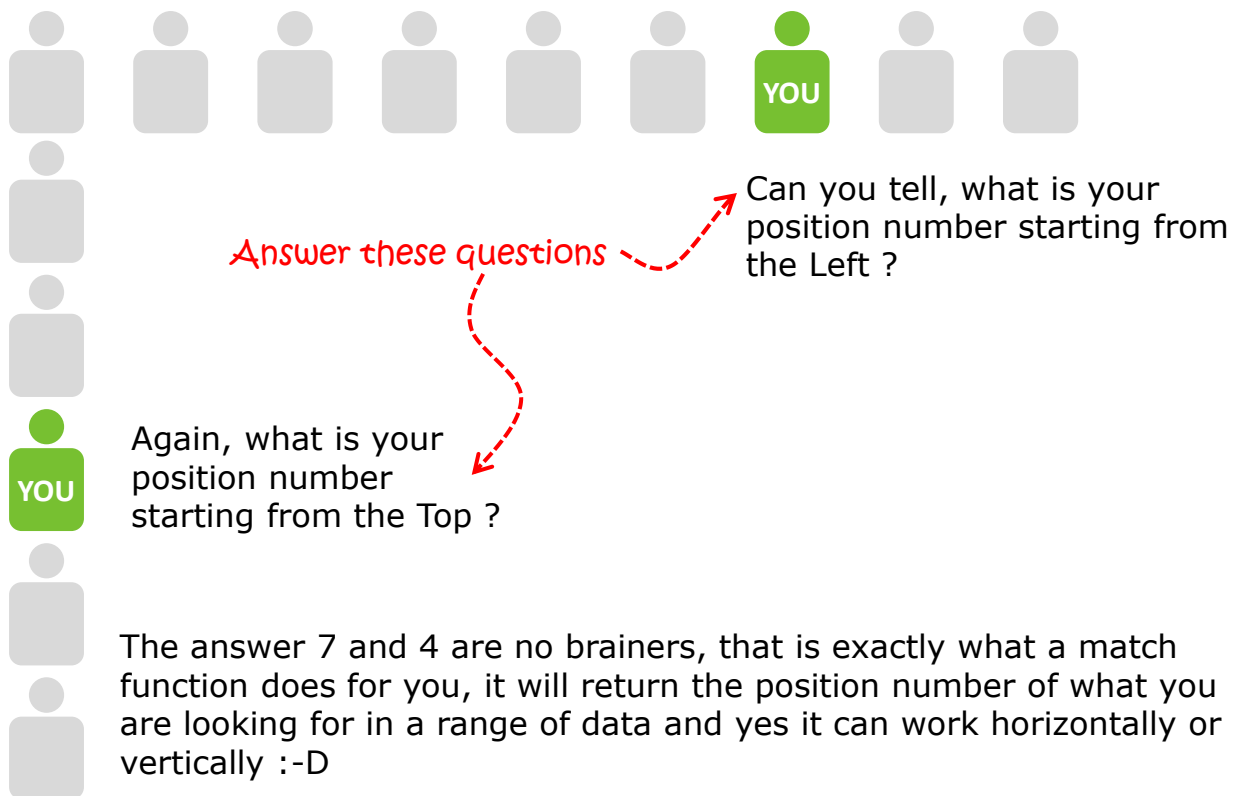 YOU
Can you tell, what is your
position number starting from
the Left ?
Answer these questions
Again, what is your
position number
starting from the Top ?
YOU
The answer 7 and 4 are no brainers, that is exactly what a match
function does for you, it will return the position number of what you
are looking for in a range of data and yes it can work horizontally or
vertically :-D